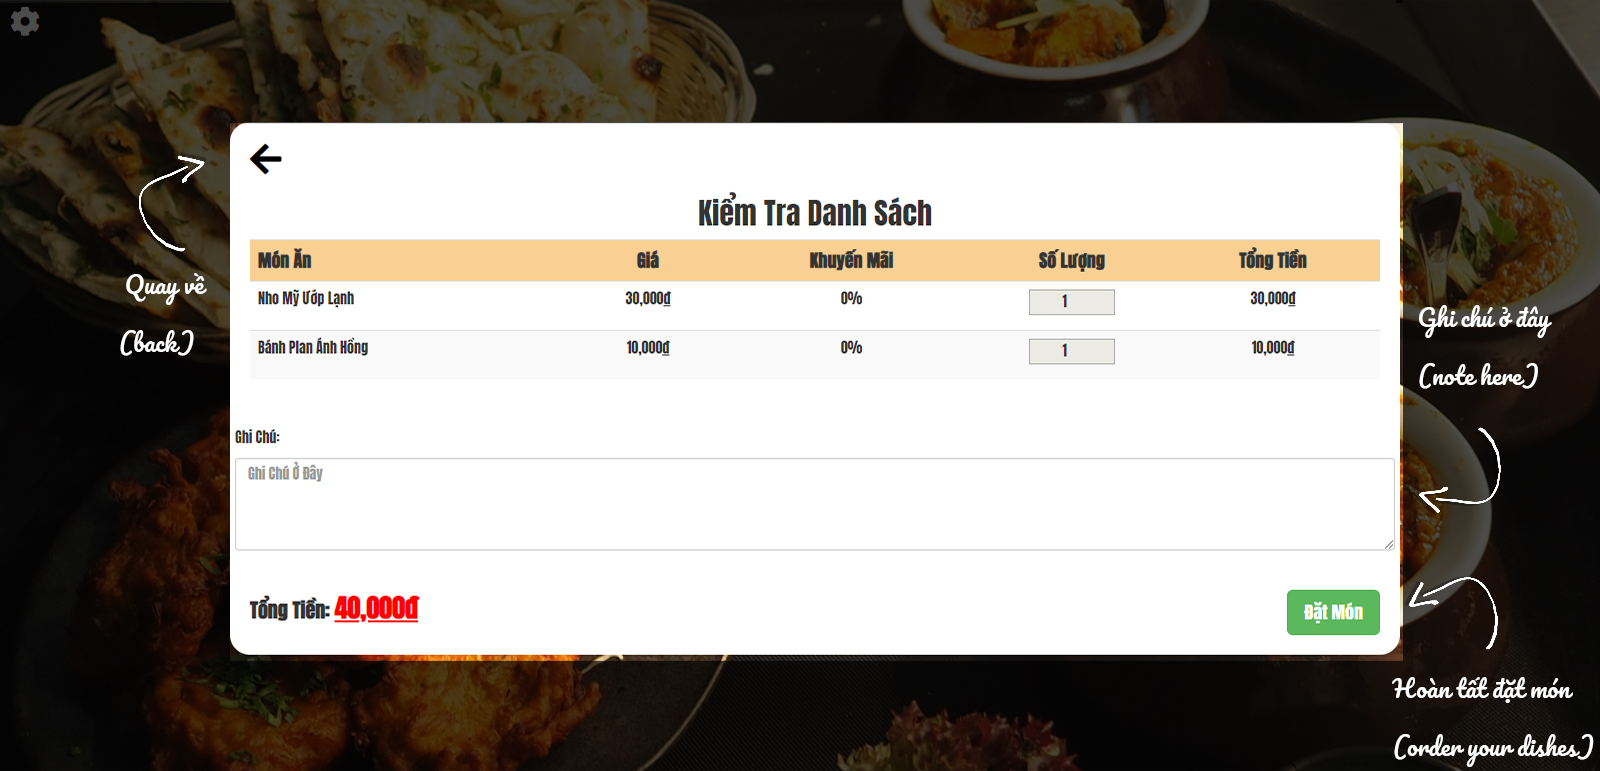 Kiểm Tra Danh Sách
Món Ăn Giá Khuyến Mãi Số Lượng Tổng Tiền
Nho Mỹ Ướp Lạnh 30,000₫ 0% 1 30,000₫
Bánh Plan Ánh Hồng 10,000₫ 0% 1 10,000₫
Ghi Chú:
Ghi Chú Ở Đây
Tổng Tiền: 40,000₫
Đặt Món
Quay về
(back)
Ghi chú ở đây
(note here)
Hoàn tất đặt món
(order your dishes)